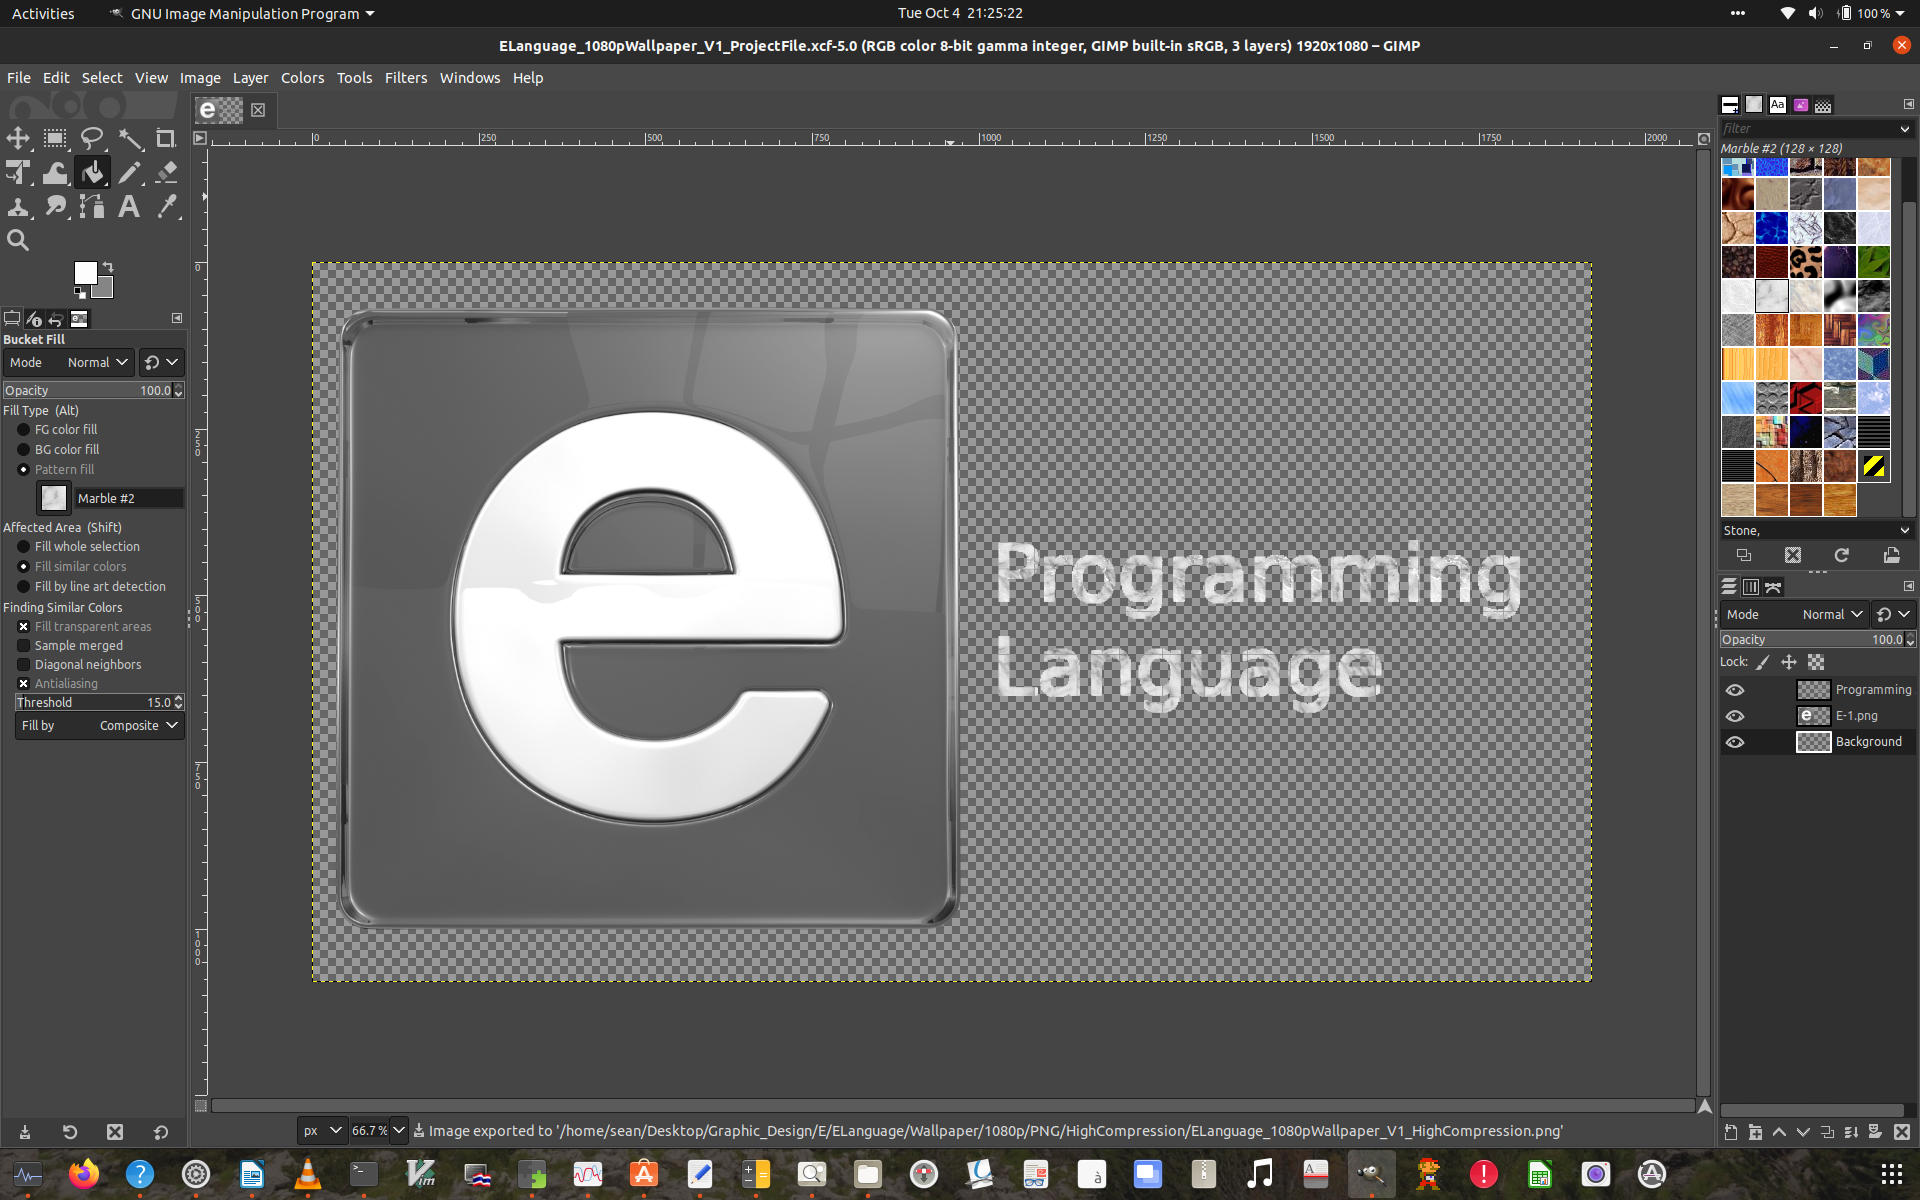 Activities
GNU Image Manipulation Program
Tue Oct 4 21:25:22
100 %
ELanguage_1080pWallpaper_V1_ProjectFile.xcf-5.0 (RGB color 8-bit gamma integer, GIMP built-in sRGB, 3 layers) 1920x1080 – GIMP
File Edit Select View Image Layer Colors Tools Filters Windows Help
0 250 500 750 1000 1250 1500 1750 2000
0
250
500
750
1000
Bucket Fill
Mode Normal
Opacity 100.0
Fill Type (Alt)
FG color fill
BG color fill
Pattern fill
Marble #2
Affected Area (Shift)
Fill whole selection
Fill similar colors
Fill by line art detection
Finding Similar Colors
Fill transparent areas
Sample merged
Diagonal neighbors
Antialiasing
Threshold 15.0
Fill by Composite
e
Programming
Language
Aa
filter
Marble #2 (128 × 128)
Stone,
Mode Normal
Opacity 100.0
Lock:
Programming
E-1.png
Background
px 66.7 % Image exported to '/home/sean/Desktop/Graphic_Design/E/ELanguage/Wallpaper/1080p/PNG/HighCompression/ELanguage_1080pWallpaper_V1_HighCompression.png'